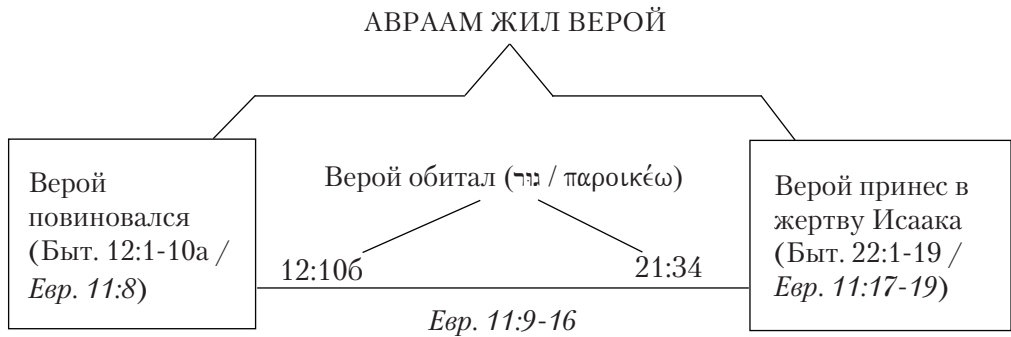 АВРААМ ЖИЛ ВЕРОЙ
Верой
повиновался
(Быт. 12:1-10а /
Евр. 11:8)
Верой обитал (גּוּר / παροικέω)
12:10б
21:34
Евр. 11:9-16
Верой принес в
жертву Исаака
(Быт. 22:1-19 /
Евр. 11:17-19)